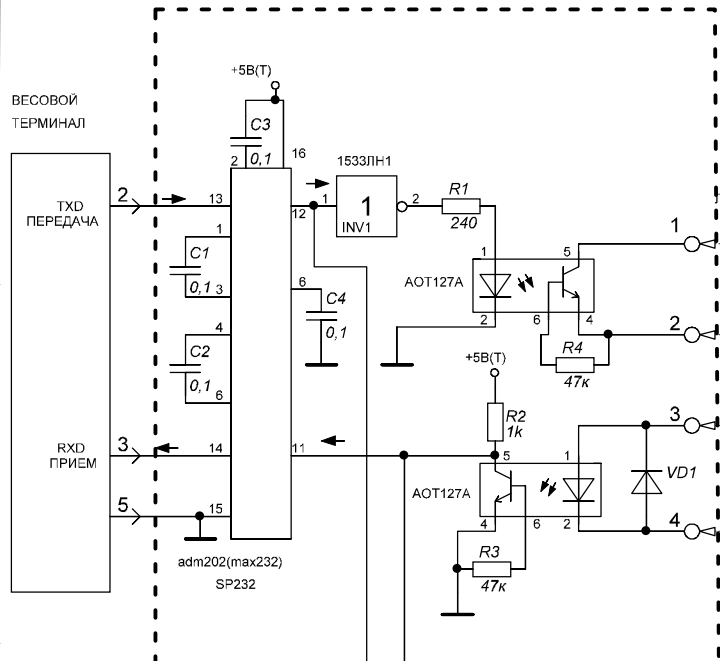 +5В(Т)
ВЕСОВОЙ
ТЕРМИНАЛ
C3
0,1
2
16
1533ЛН1
TXD
ПЕРЕДАЧА
2
13
12
1
1
INV1
2
R1
240
1
C1
0,1
3
6
C4
0,1
АОТ127А
1
2
5
6
4
1
2
R4
47к
4
C2
0,1
6
+5В(Т)
R2
1k
RXD
ПРИЕМ
3
14
11
5
АОТ127А
4
6
1
2
3
VD1
4
5
15
R3
47к
adm202(max232)
SP232